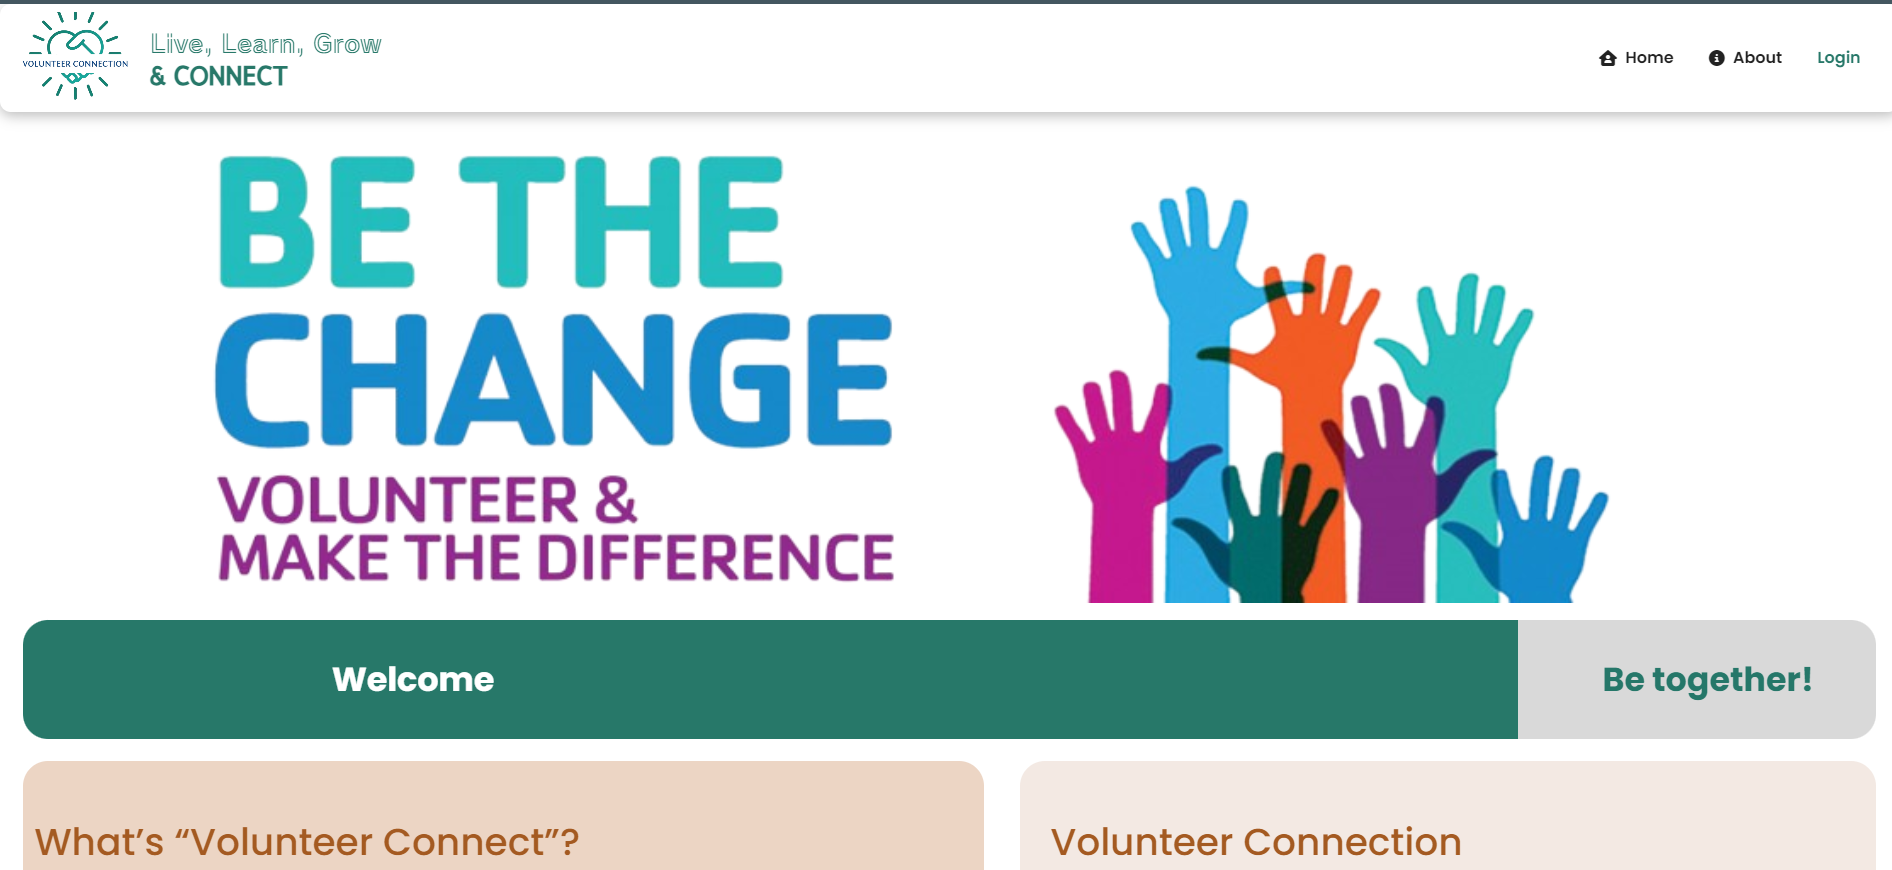 VOLUNTEER CONNECTION
Live, Learn, Grow
& CONNECT
Home
About
Login
BE THE
CHANGE
VOLUNTEER &
MAKE THE DIFFERENCE
Welcome
Be together!
What’s “Volunteer Connect”?
Volunteer Connection